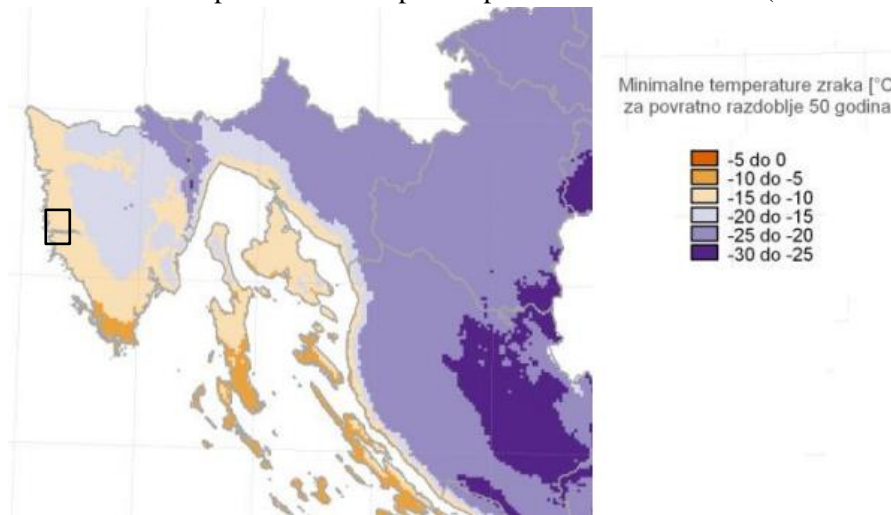 Minimalne temperature zraka [°C
za povratno razdoblje 50 godina
-5 do 0
-10 do -5
-15 do -10
-20 do -15
-25 do -20
-30 do -25